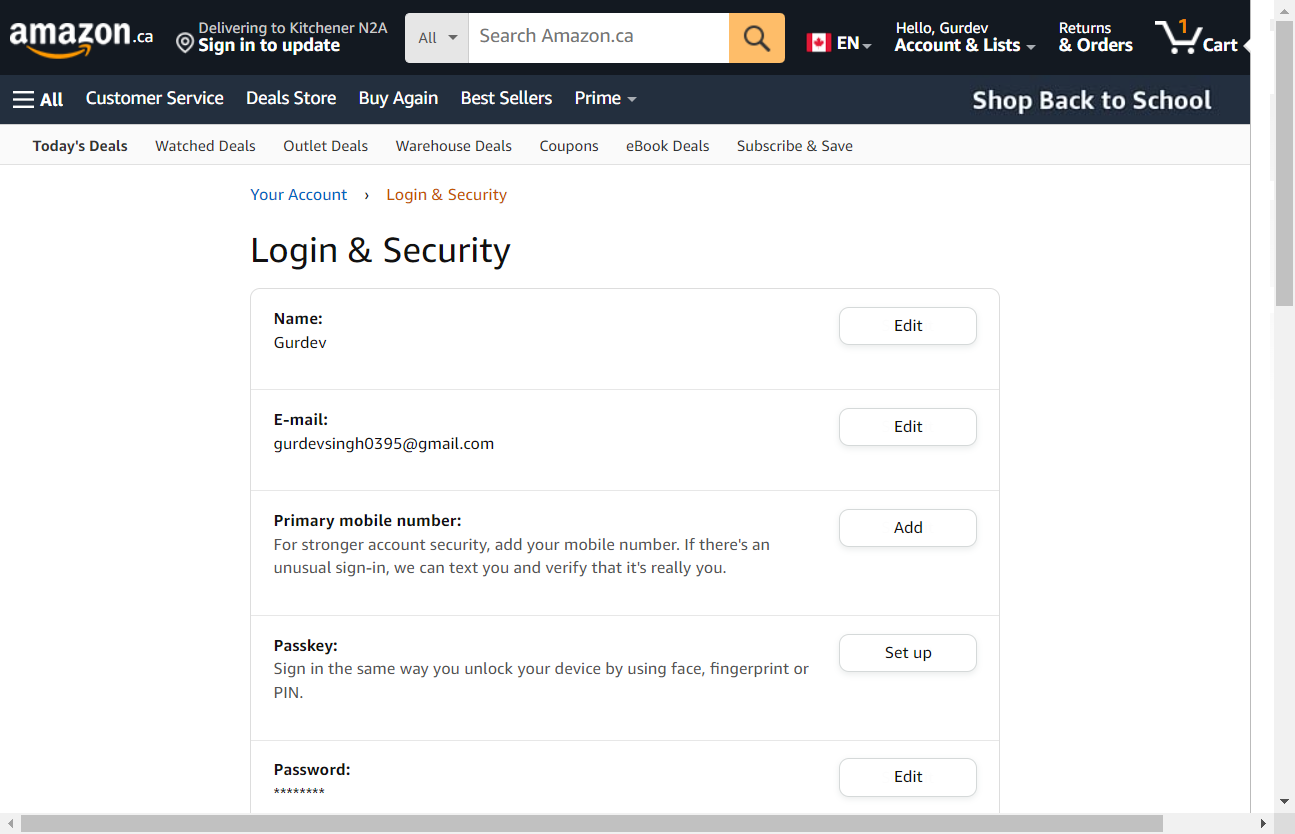 amazon.ca
Delivering to Kitchener N2A
Sign in to update
All
Search Amazon.ca
EN
Hello, Gurdev
Account & Lists
Returns
& Orders
1
Cart
All
Customer Service
Deals Store
Buy Again
Best Sellers
Prime
Shop Back to School
Today's Deals
Watched Deals
Outlet Deals
Warehouse Deals
Coupons
eBook Deals
Subscribe & Save
Your Account › Login & Security
Login & Security
Name:
Gurdev
Edit
E-mail:
gurdevsingh0395@gmail.com
Edit
Primary mobile number:
For stronger account security, add your mobile number. If there's an
unusual sign-in, we can text you and verify that it's really you.
Add
Passkey:
Sign in the same way you unlock your device by using face, fingerprint or
PIN.
Set up
Password:
********
Edit